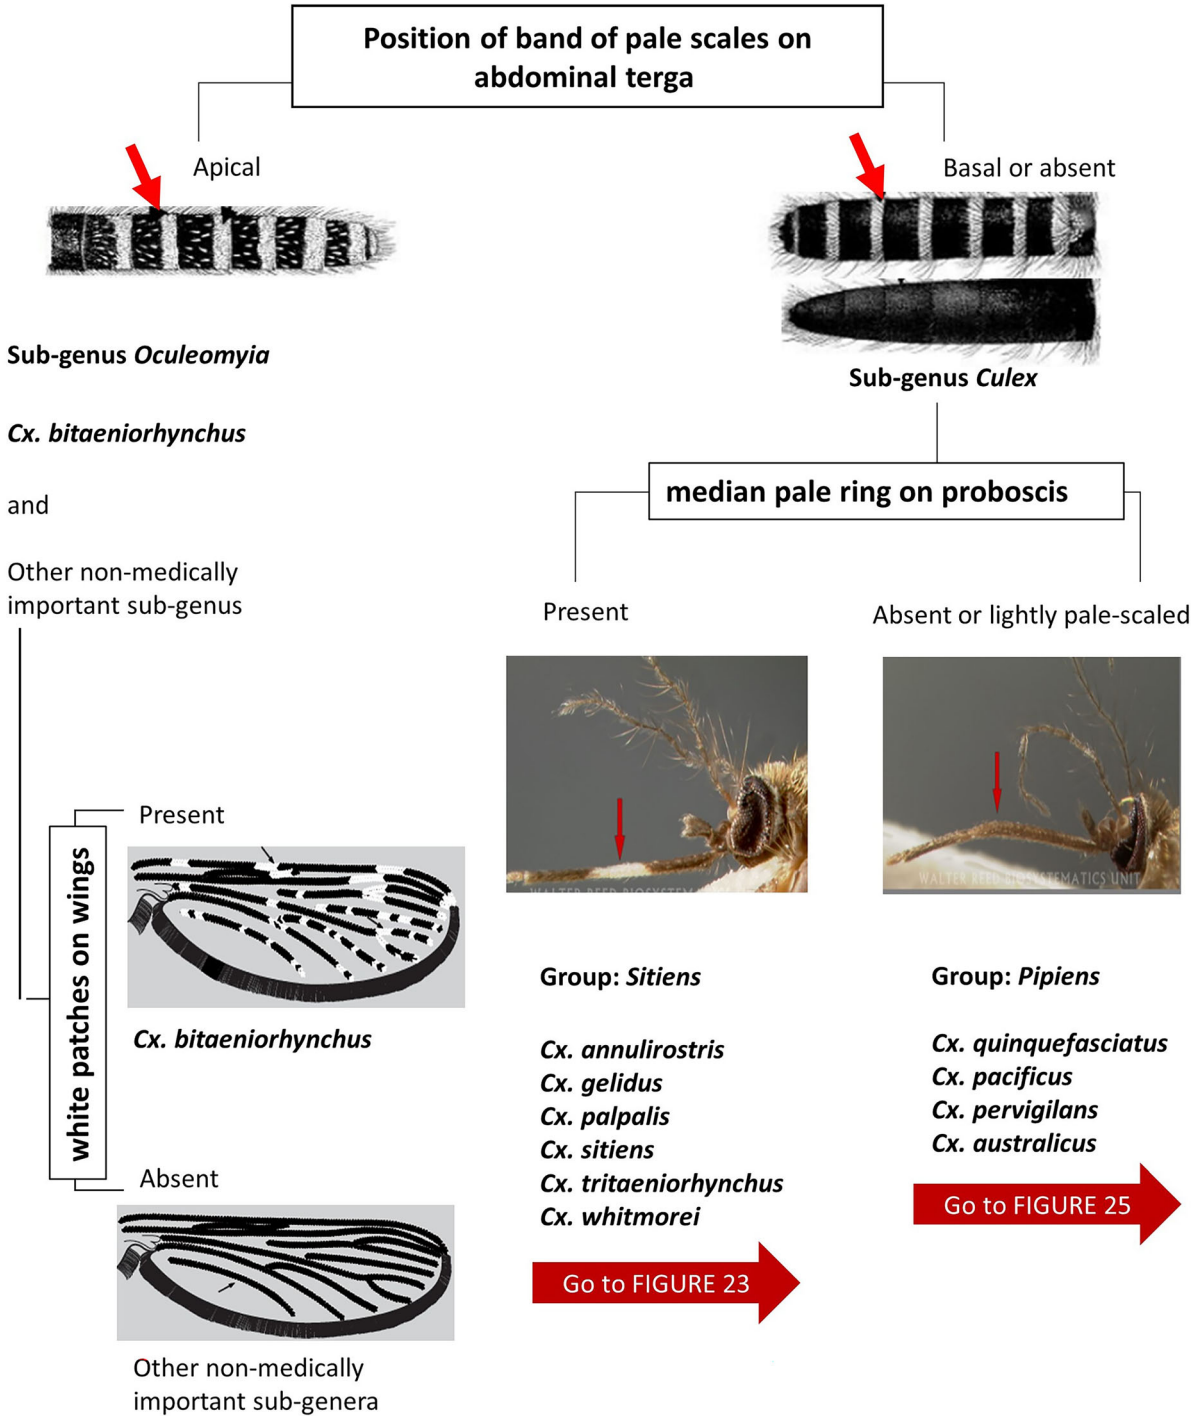 Position of band of pale scales on
abdominal terga
Apical
Basal or absent
Sub-genus Oculeomyia
Cx. bitaeniorhynchus
and
Other non-medically
important sub-genus
Sub-genus Culex
median pale ring on proboscis
Present
Absent or lightly pale-scaled
WALTER REED BIOSYSTEMATICS UNIT
Group: Sitiens
Cx. annulirostris
Cx. gelidus
Cx. palpalis
Cx. sitiens
Cx. tritaeniorhynchus
Cx. whitmorei
Go to FIGURE 23
Group: Pipiens
Cx. quinquefasciatus
Cx. pacificus
Cx. pervigilans
Cx. australicus
Go to FIGURE 25
white patches on wings
Present
Cx. bitaeniorhynchus
Absent
Other non-medically
important sub-genera